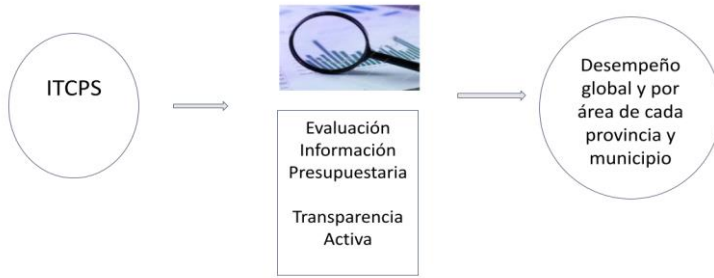 ITCPS
Evaluación
Información
Presupuestaria
Transparencia
Activa
Desempeño
global y por
área de cada
provincia y
municipio